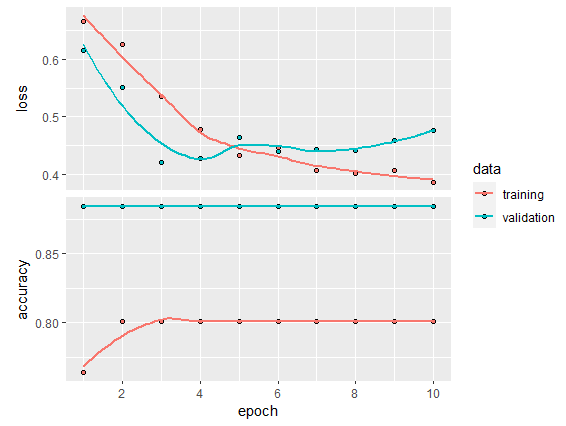 0.6
0.5
0.4
loss
0.85
0.80
accuracy
2 4 6 8 10
epoch
data
training
validation